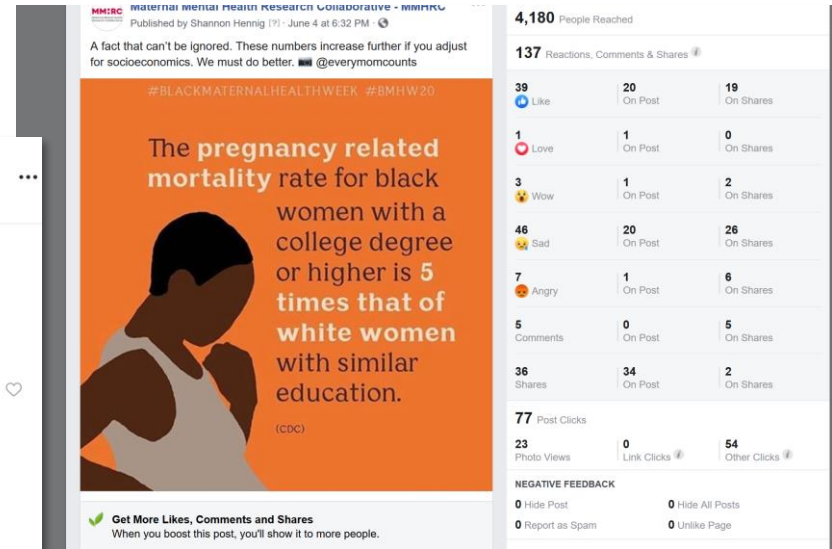 MMHRC
Maternal Mental Health Research Collaborative - MMHRC
Published by Shannon Hennig [?] · June 4 at 6:32 PM ·
A fact that can't be ignored. These numbers increase further if you adjust
for socioeconomics. We must do better. 📷 @everymomcounts
#BLACKMATERNALHEALTHWEEK #BMHW20
The pregnancy related
mortality rate for black
women with a
college degree
or higher is 5
times that of
white women
with similar
education.
(CDC)
Get More Likes, Comments and Shares
When you boost this post, you'll show it to more people.
4,180 People Reached
137 Reactions, Comments & Shares
39 20 19
Like On Post On Shares
1 1 0
Love On Post On Shares
3 1 2
Wow On Post On Shares
46 20 26
Sad On Post On Shares
7 1 6
Angry On Post On Shares
5 0 5
Comments On Post On Shares
36 34 2
Shares On Post On Shares
77 Post Clicks
23 0 54
Photo Views Link Clicks Other Clicks
NEGATIVE FEEDBACK
0 Hide Post 0 Hide All Posts
0 Report as Spam 0 Unlike Page